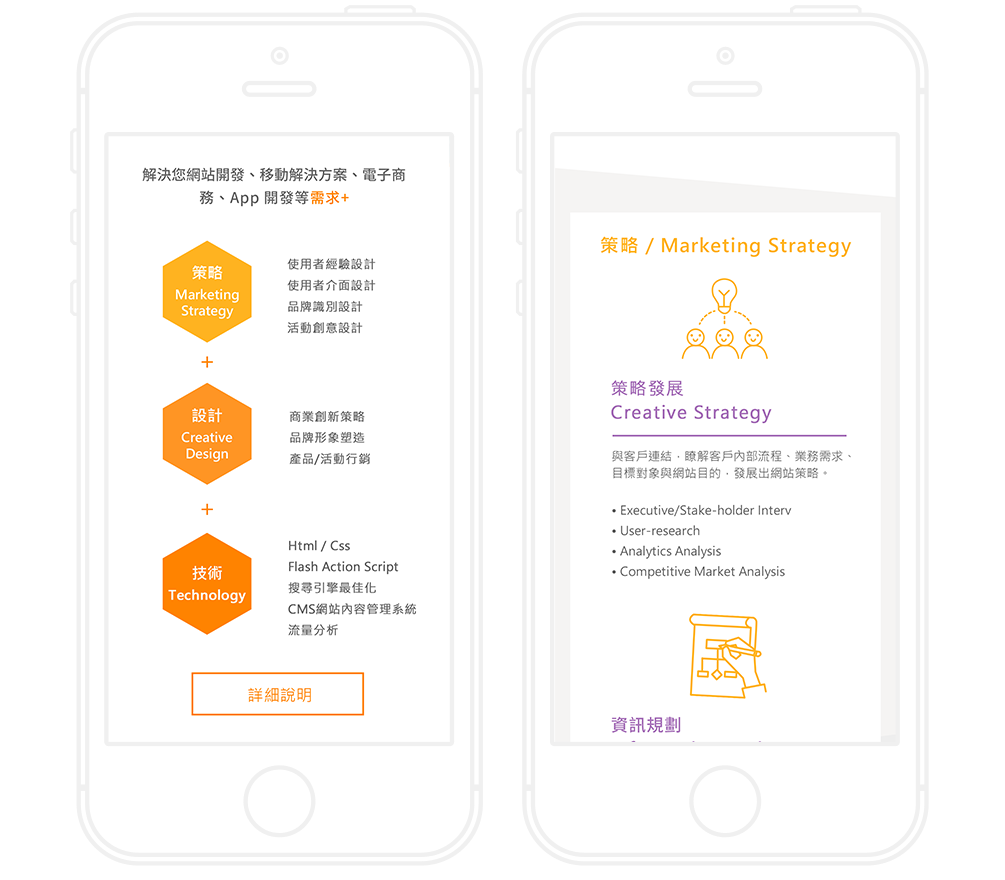 解決您網站開發、移動解決方案、電子商
務、App 開發等需求+
策略
Marketing
Strategy
使用者經驗設計
使用者介面設計
品牌識別設計
活動創意設計
+
設計
Creative
Design
商業創新策略
品牌形象塑造
產品/活動行銷
+
技術
Technology
Html / Css
Flash Action Script
搜尋引擎最佳化
CMS網站內容管理系統
流量分析
詳細說明
策略 / Marketing Strategy
策略發展
Creative Strategy
與客戶連結，瞭解客戶內部流程、業務需求、
目標對象與網站目的，發展出網站策略。
• Executive/Stake-holder Interv
• User-research
• Analytics Analysis
• Competitive Market Analysis
資訊規劃